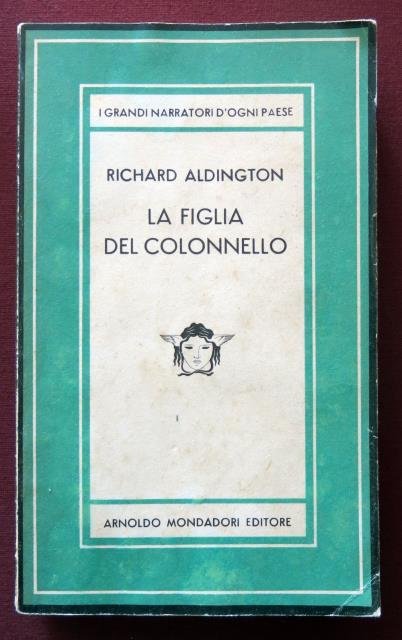 I GRANDI NARRATORI D'OGNI PAESE
RICHARD ALDINGTON
LA FIGLIA
DEL COLONNELLO
ARNOLDO MONDADORI EDITORE